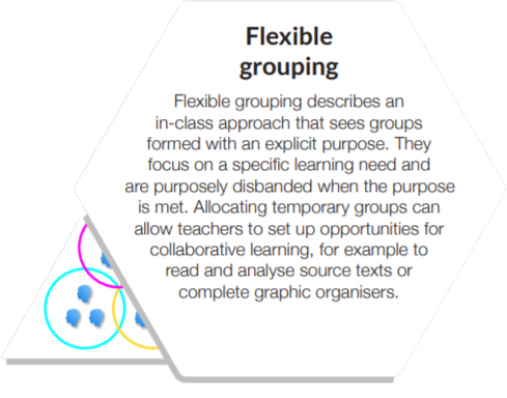 Flexible
grouping
Flexible grouping describes an
in-class approach that sees groups
formed with an explicit purpose. They
focus on a specific learning need and
are purposely disbanded when the purpose
is met. Allocating temporary groups can
allow teachers to set up opportunities for
collaborative learning, for example to
read and analyse source texts or
complete graphic organisers.